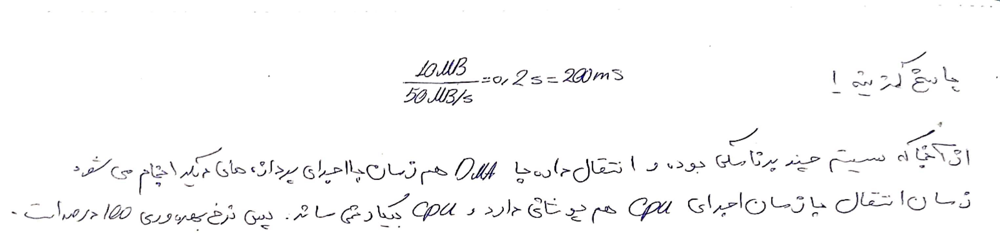 پاسخ گزینه 1
10MB / 50MB/s = 0,2s = 200ms
از آنجا که سیستم چند برنامگی بوده و انتقال داده با DMA هم زمان با اجرای پردازه های دیگر انجام می شود
زمان انتقال با زمان اجرای CPU هم پوشانی دارد و CPU بیکار نمی ماند. پس نرخ بهره وری 100 درصد است.